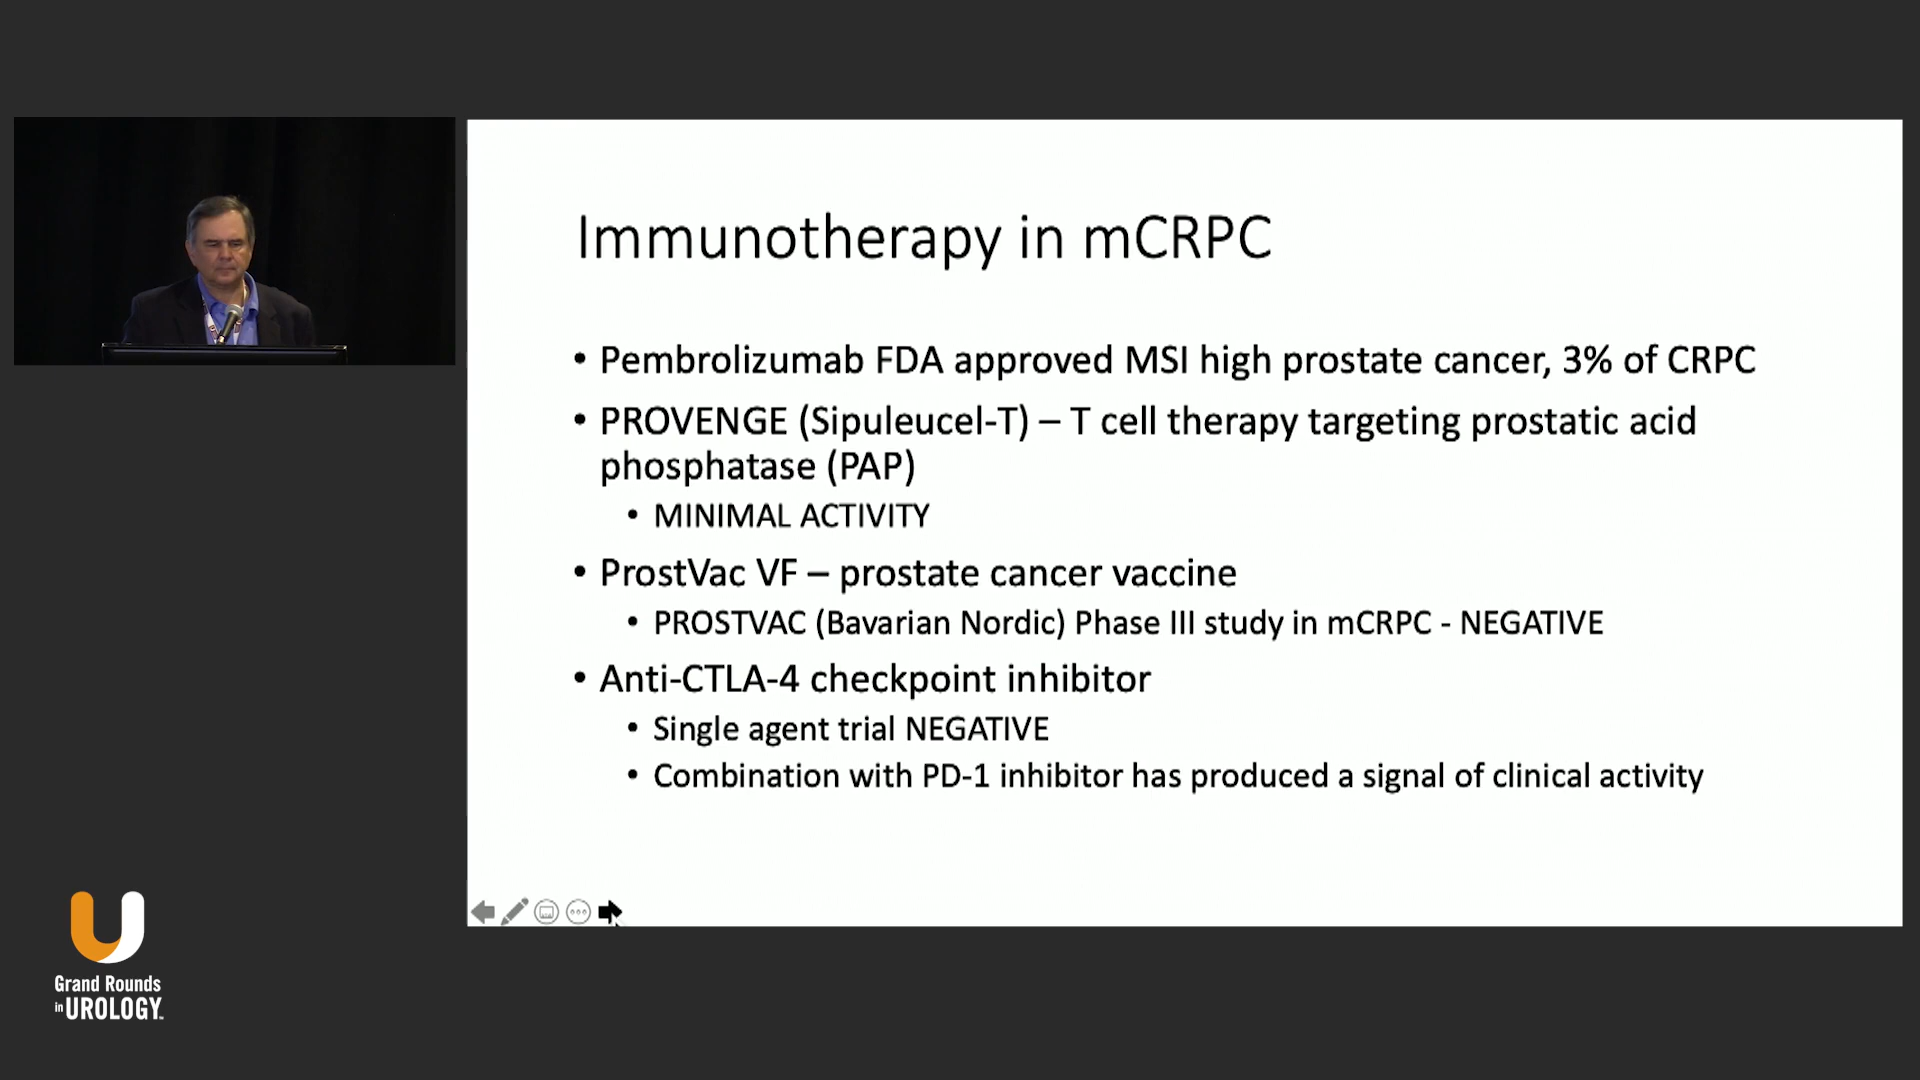 Immunotherapy in mCRPC
• Pembrolizumab FDA approved MSI high prostate cancer, 3% of CRPC
• PROVENGE (Sipuleucel-T) – T cell therapy targeting prostatic acid
phosphatase (PAP)
• MINIMAL ACTIVITY
• ProstVac VF – prostate cancer vaccine
• PROSTVAC (Bavarian Nordic) Phase III study in mCRPC - NEGATIVE
• Anti-CTLA-4 checkpoint inhibitor
• Single agent trial NEGATIVE
• Combination with PD-1 inhibitor has produced a signal of clinical activity
Grand Rounds
in UROLOGY